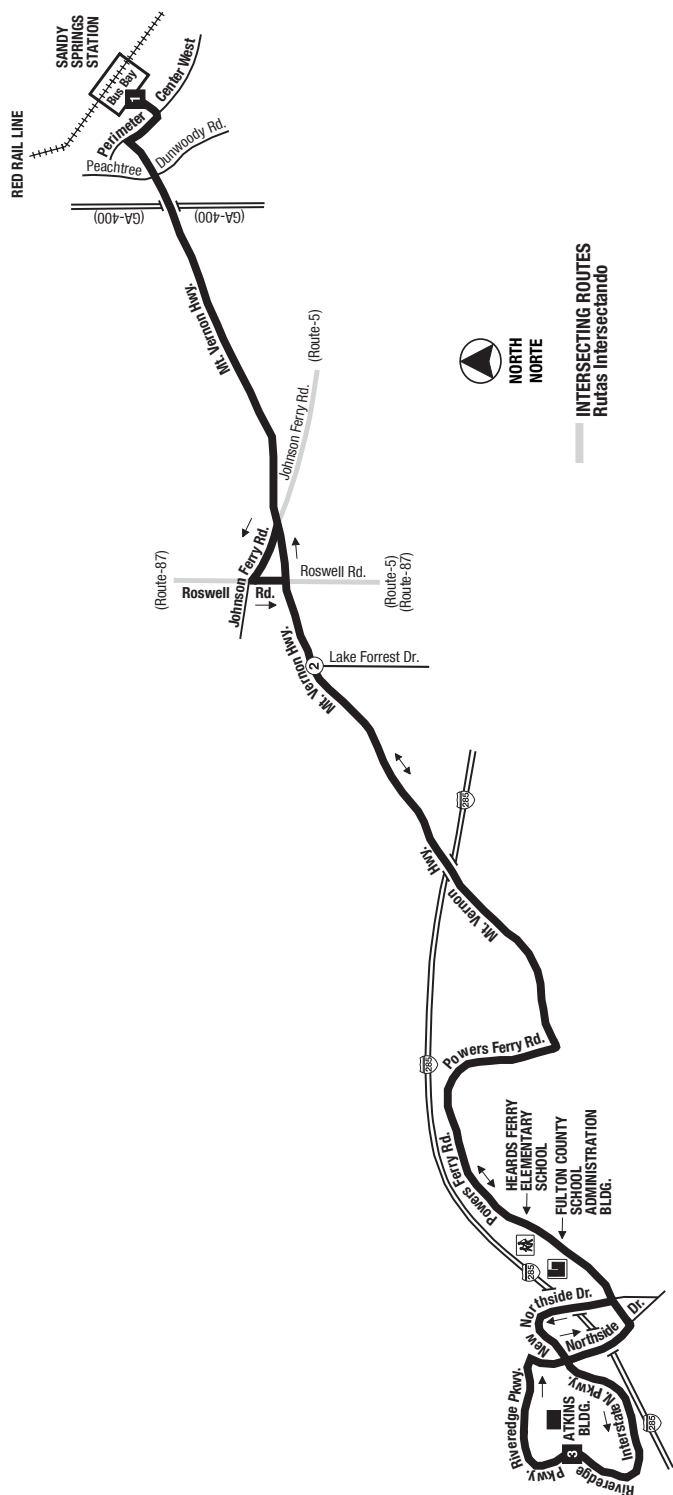 RED RAIL LINE
SANDY
SPRINGS
STATION
Bus Bay
1
Perimeter
Center West
Peachtree
Dunwoody Rd.
(GA-400)
(GA-400)
Mt. Vernon Hwy.
Johnson Ferry Rd.
(Route-5)
(Route-87)
Johnson Ferry Rd.
Roswell
Rd.
Roswell Rd.
(Route-5)
(Route-87)
Mt. Vernon Hwy.
2
Lake Forrest Dr.
NORTH
NORTE
INTERSECTING ROUTES
Rutas Intersectando
285
Hwy.
Mt. Vernon
285
Powers Ferry Rd.
Powers Ferry Rd.
HEARDS FERRY
ELEMENTARY
SCHOOL
FULTON COUNTY
SCHOOL
ADMINISTRATION
BLDG.
285
New
Northside Dr.
Northside
Dr.
Riveredge Pkwy.
Interstate N. Pkwy.
ATKINS
BLDG.
3
Riveredge
Pkwy.
285